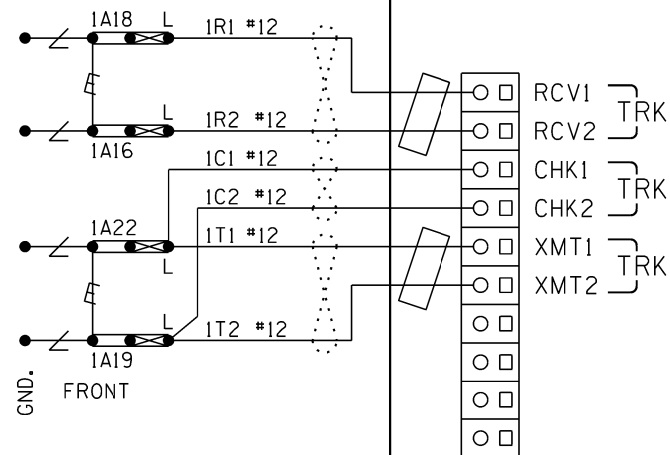 1A18 L 1R1 #12
RCV1
TRK
E
L 1R2 #12
RCV2
1A16
1C1 #12
CHK1
TRK
1C2 #12
CHK2
1A22
1T1 #12
XMT1
TRK
L
E
XMT2
L 1T2 #12
1A19
GND.
FRONT